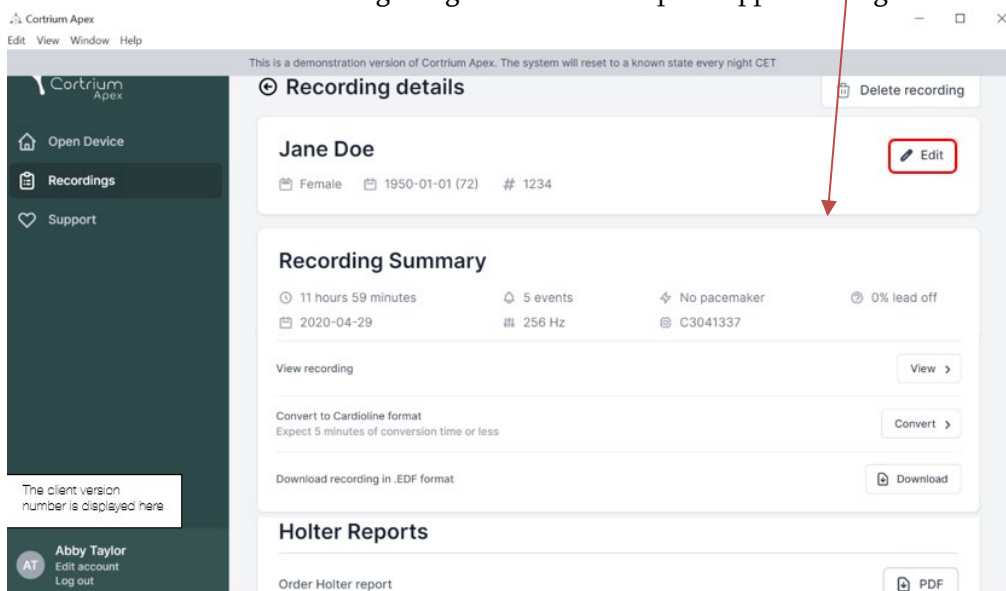 Cortrium Apex
Edit View Window Help
This is a demonstration version of Cortrium Apex. The system will reset to a known state every night CET
Cortrium
Apex
Open Device
Recordings
Support
The client version
number is displayed here
AT
Abby Taylor
Edit account
Log out
Recording details
Delete recording
Jane Doe
Edit
Female 1950-01-01 (72) # 1234
Recording Summary
11 hours 59 minutes 5 events No pacemaker 0% lead off
2020-04-29 256 Hz C3041337
View recording View >
Convert to Cardioline format
Expect 5 minutes of conversion time or less
Convert >
Download recording in .EDF format Download
Holter Reports
Order Holter report PDF